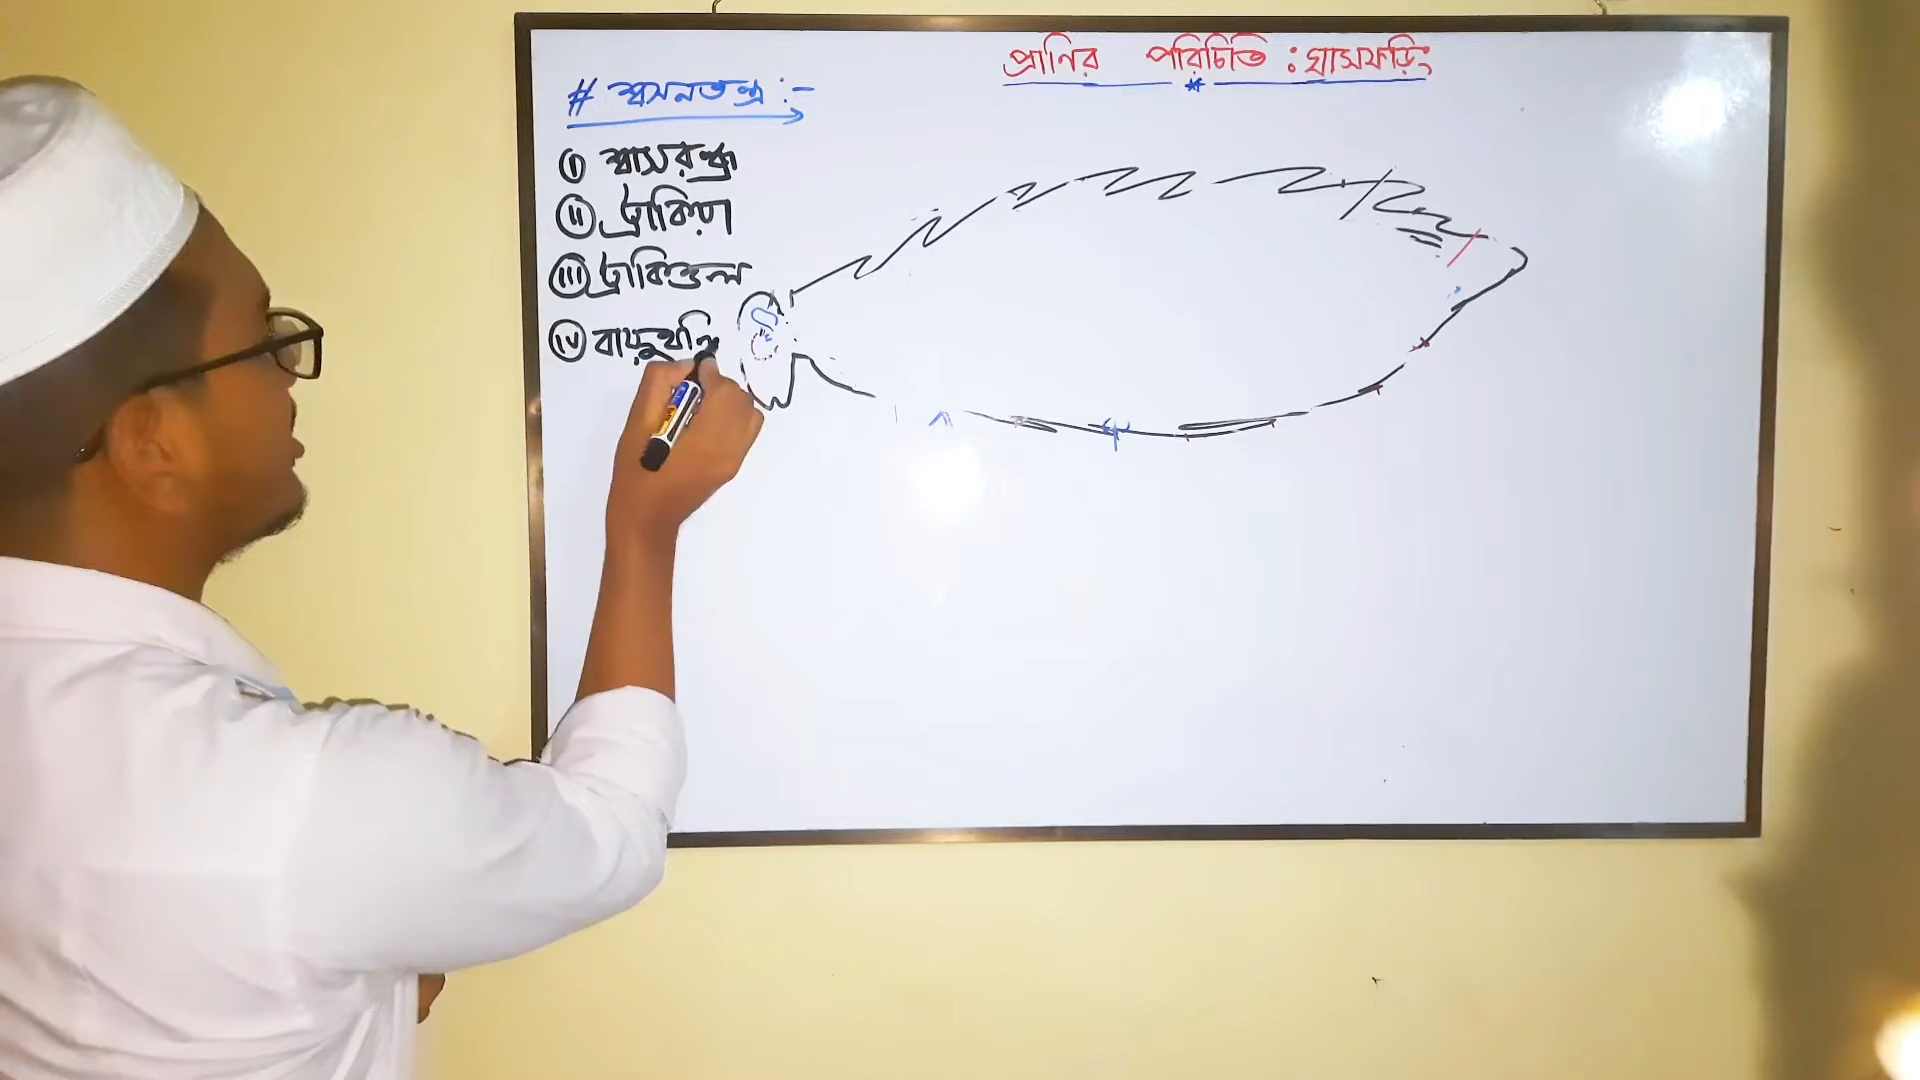 প্রাণির পরিচিতি : ঘাসফড়িং
# শ্বসনতন্ত্র :-
i শ্বাসরন্ধ্র
ii ট্রাকিয়া
iii ট্রাকিওল
iv বায়ুথলি